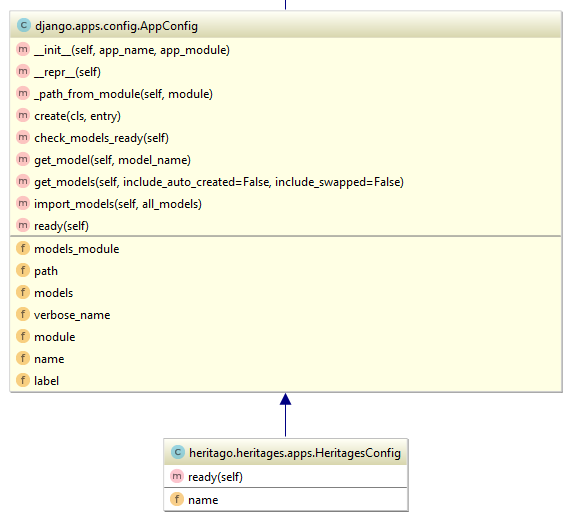 C django.apps.config.AppConfig
m __init__(self, app_name, app_module)
m __repr__(self)
m _path_from_module(self, module)
m create(cls, entry)
m check_models_ready(self)
m get_model(self, model_name)
m get_models(self, include_auto_created=False, include_swapped=False)
m import_models(self, all_models)
m ready(self)
f models_module
f path
f models
f verbose_name
f module
f name
f label
C heritago.heritages.apps.HeritagesConfig
m ready(self)
f name